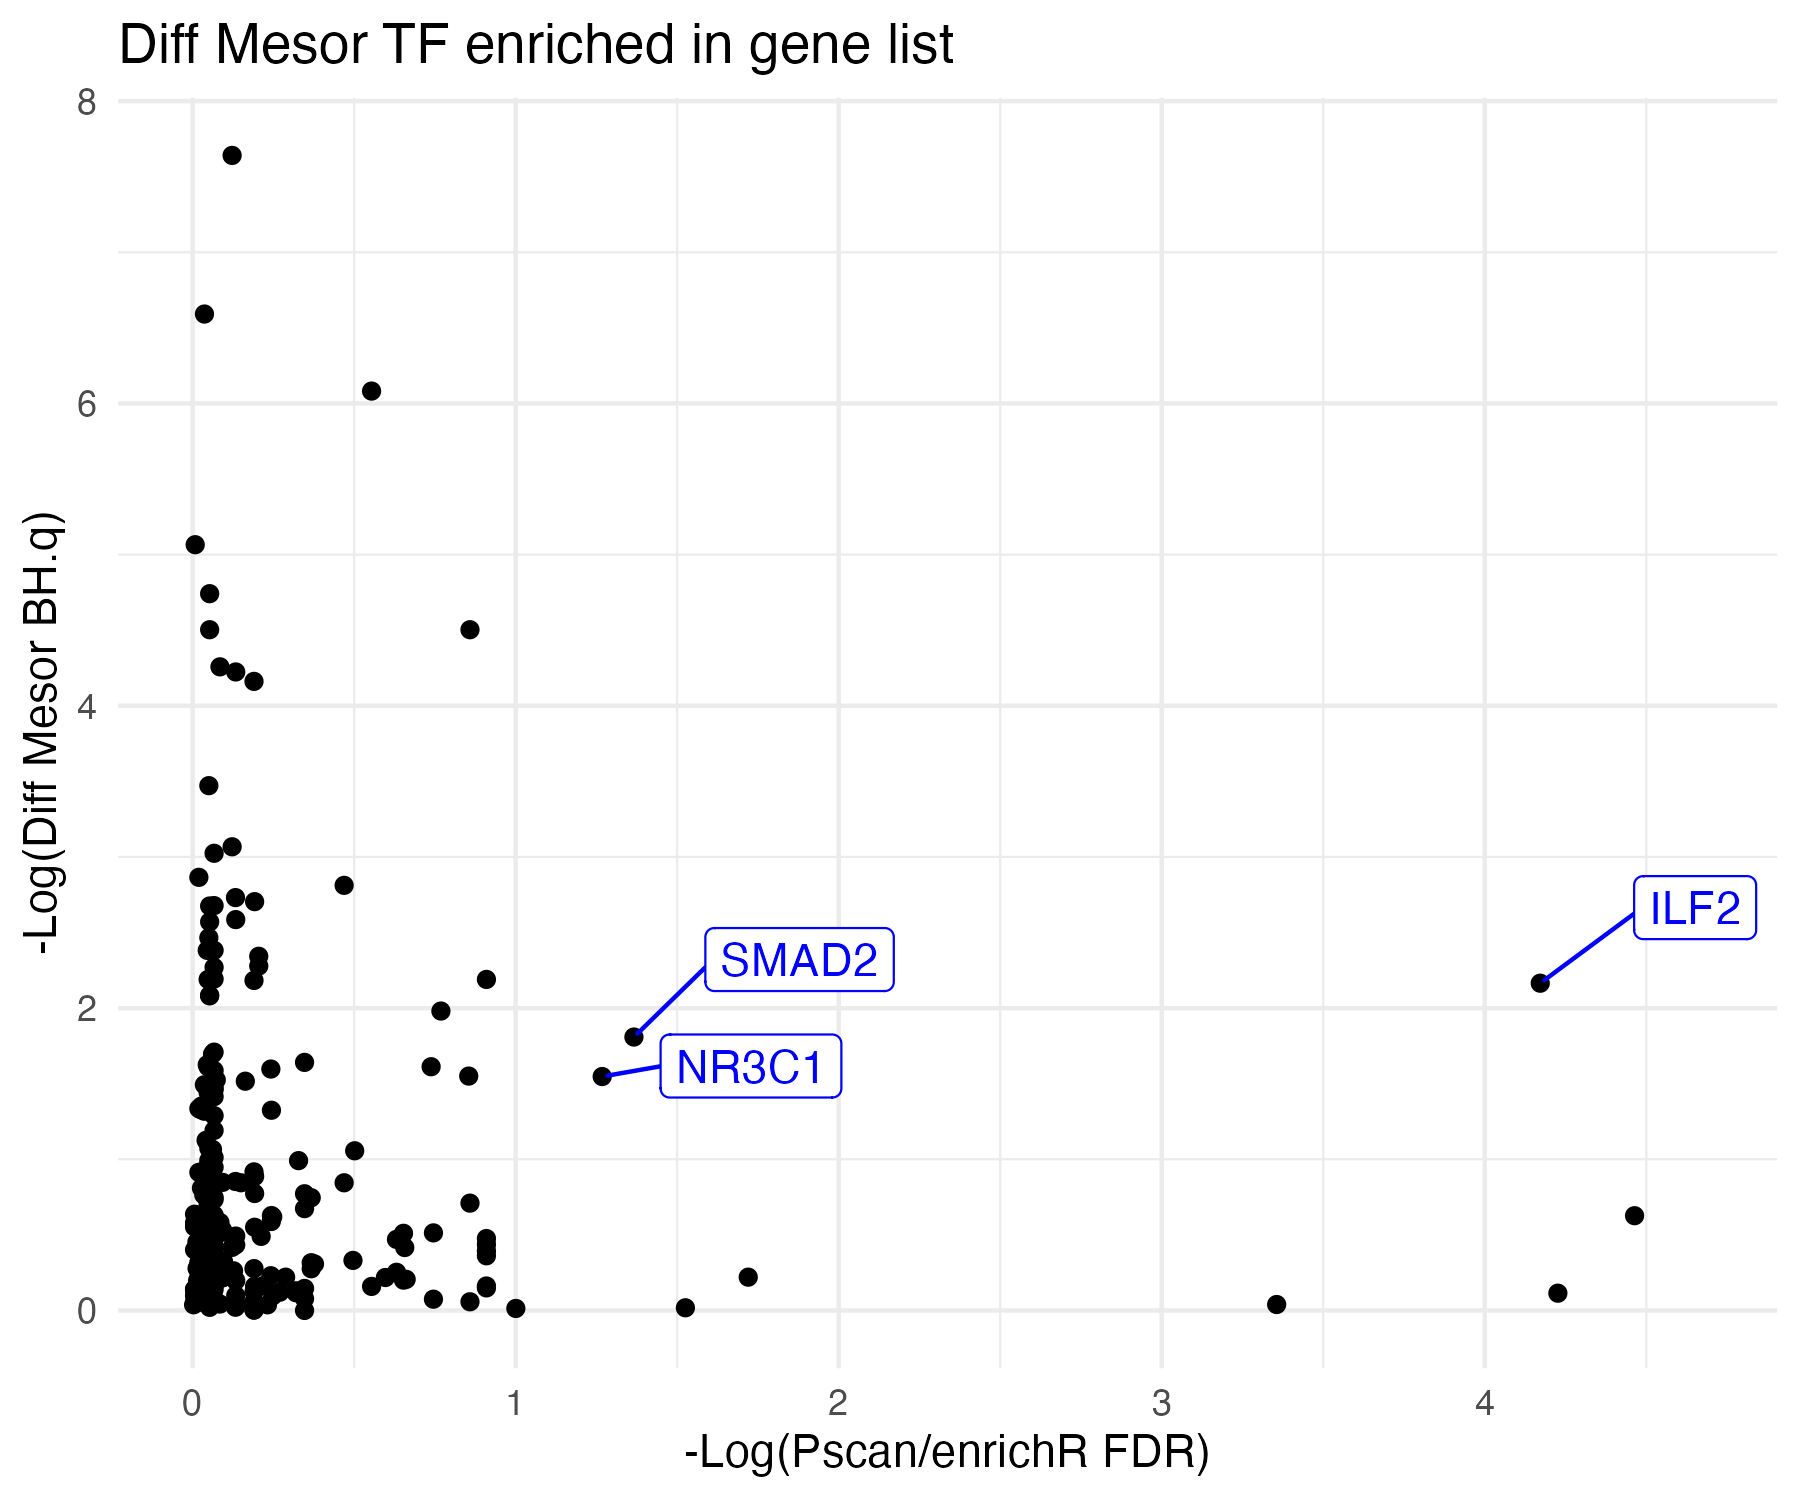 Diff Mesor TF enriched in gene list
-Log(Diff Mesor BH.q)
8
6
4
2
0
ILF2
SMAD2
NR3C1
0 1 2 3 4
-Log(Pscan/enrichR FDR)